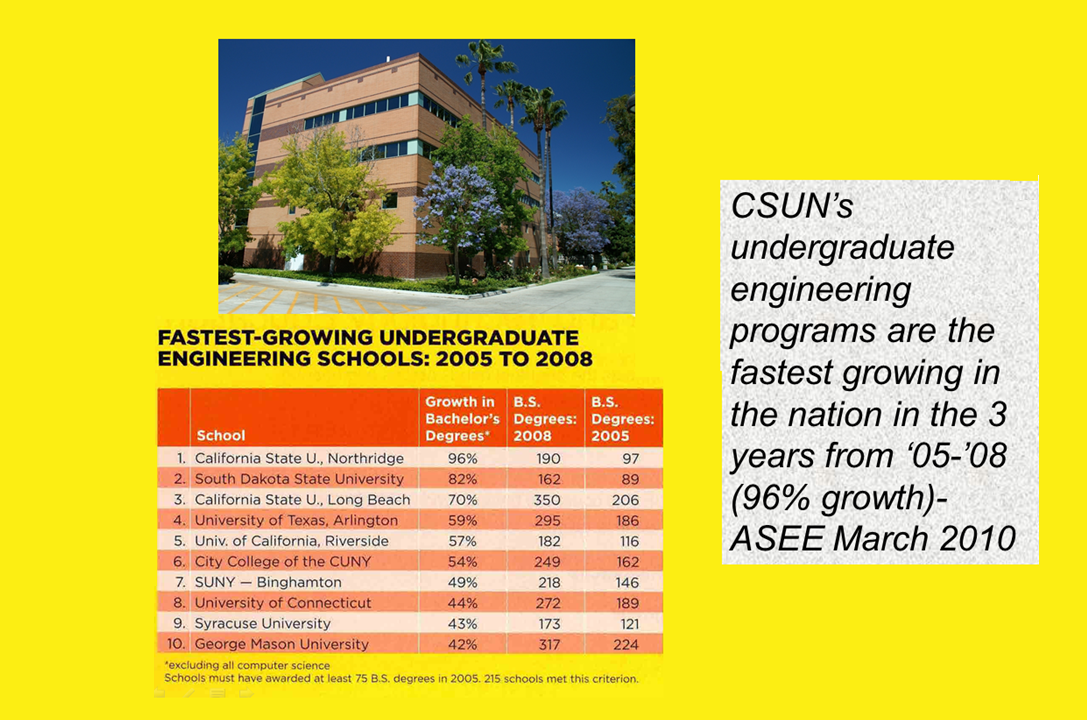 FASTEST-GROWING UNDERGRADUATE
ENGINEERING SCHOOLS: 2005 TO 2008
School Growth in Bachelor's Degrees* B.S. Degrees: 2008 B.S. Degrees: 2005
1. California State U., Northridge 96% 190 97
2. South Dakota State University 82% 162 89
3. California State U., Long Beach 70% 350 206
4. University of Texas, Arlington 59% 295 186
5. Univ. of California, Riverside 57% 182 116
6. City College of the CUNY 54% 249 162
7. SUNY — Binghamton 49% 218 146
8. University of Connecticut 44% 272 189
9. Syracuse University 43% 173 121
10. George Mason University 42% 317 224
*excluding all computer science
Schools must have awarded at least 75 B.S. degrees in 2005. 215 schools met this criterion.
CSUN's
undergraduate
engineering
programs are the
fastest growing in
the nation in the 3
years from ‘05-’08
(96% growth)-
ASEE March 2010